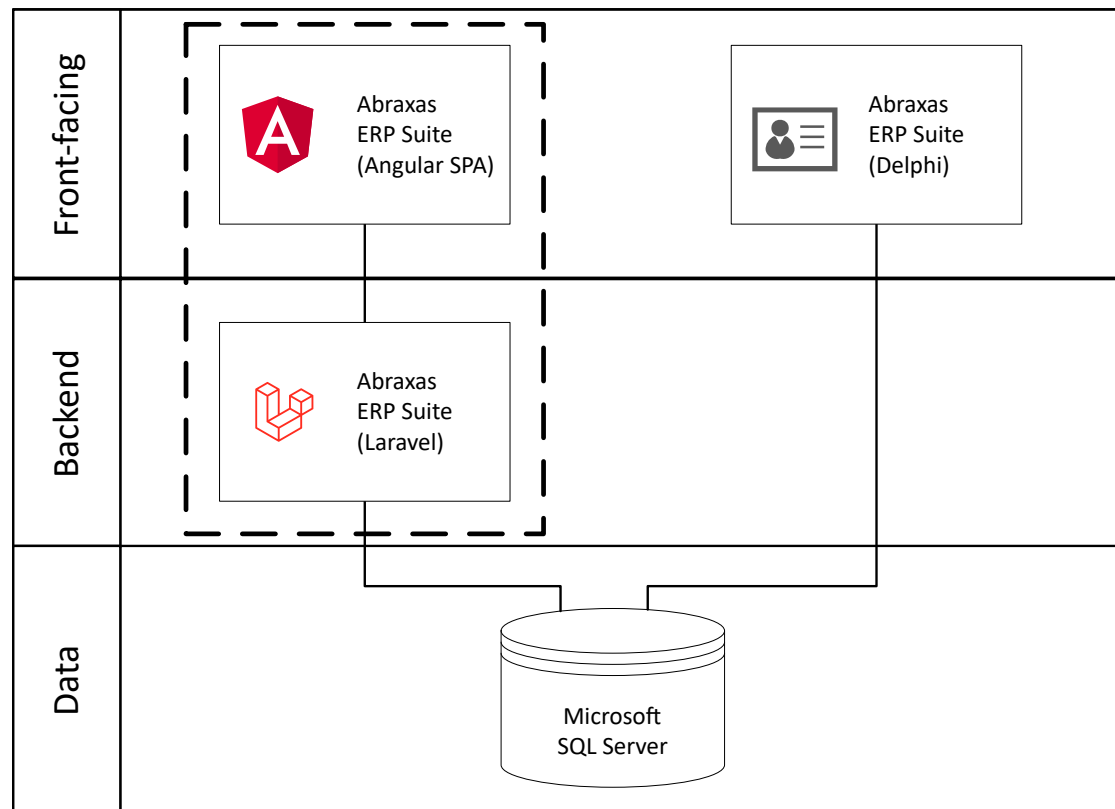 Front-facing
Abraxas
ERP Suite
(Angular SPA)
Abraxas
ERP Suite
(Delphi)
Backend
Abraxas
ERP Suite
(Laravel)
Data
Microsoft
SQL Server